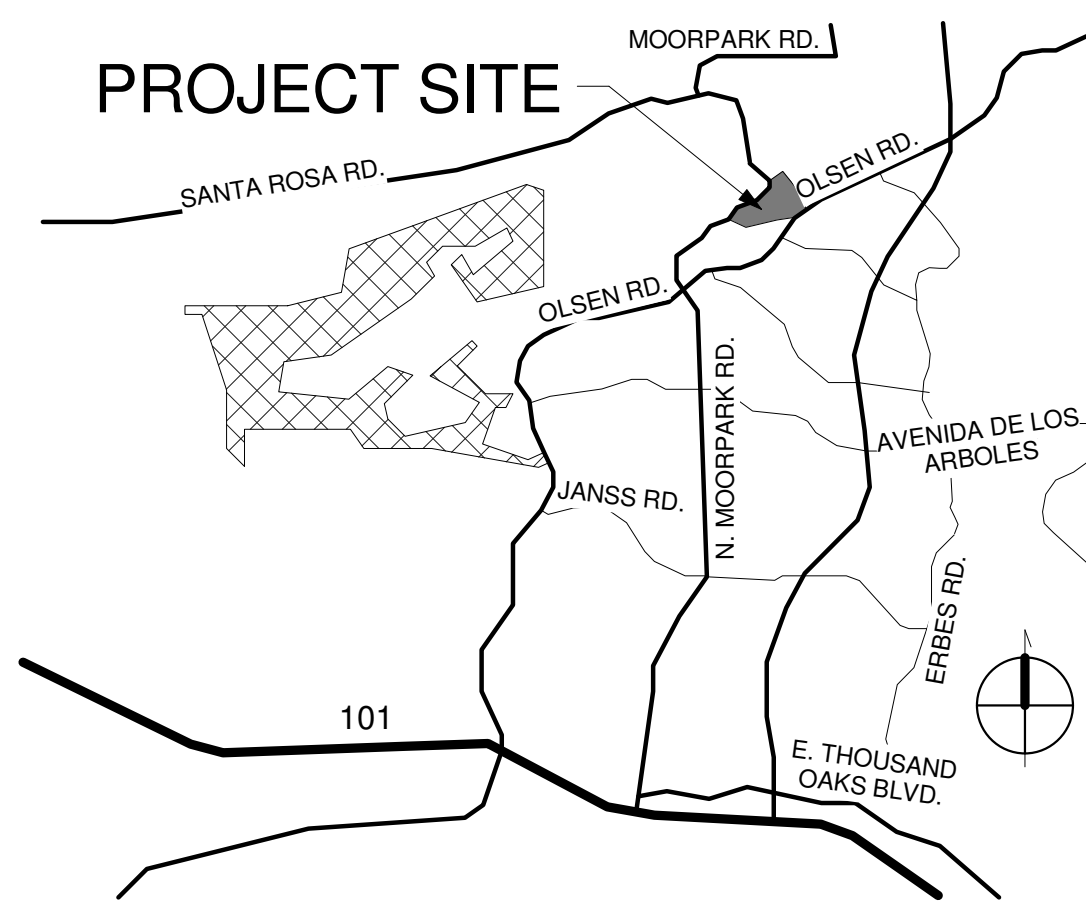 MOORPARK RD.
PROJECT SITE
OLSEN RD.
SANTA ROSA RD.
OLSEN RD.
N. MOORPARK RD.
AVENIDA DE LOS
ARBOLES
JANSS RD.
ERBES RD.
101
E. THOUSAND
OAKS BLVD.